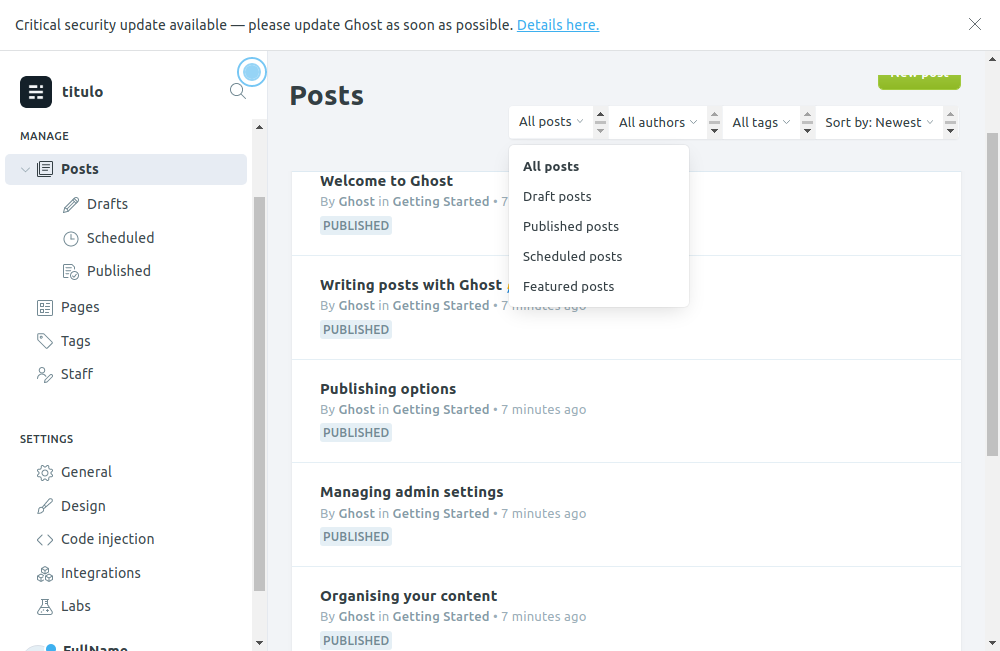 Critical security update available — please update Ghost as soon as possible. Details here.
titulo
MANAGE
Posts
Drafts
Scheduled
Published
Pages
Tags
Staff
SETTINGS
General
Design
Code injection
Integrations
Labs
FullName
Posts
New post
All posts
All authors
All tags
Sort by: Newest
All posts
Draft posts
Published posts
Scheduled posts
Featured posts
Welcome to Ghost
By Ghost in Getting Started • 7
PUBLISHED
Writing posts with Ghost
By Ghost in Getting Started • 7 minutes ago
PUBLISHED
Publishing options
By Ghost in Getting Started • 7 minutes ago
PUBLISHED
Managing admin settings
By Ghost in Getting Started • 7 minutes ago
PUBLISHED
Organising your content
By Ghost in Getting Started • 7 minutes ago
PUBLISHED